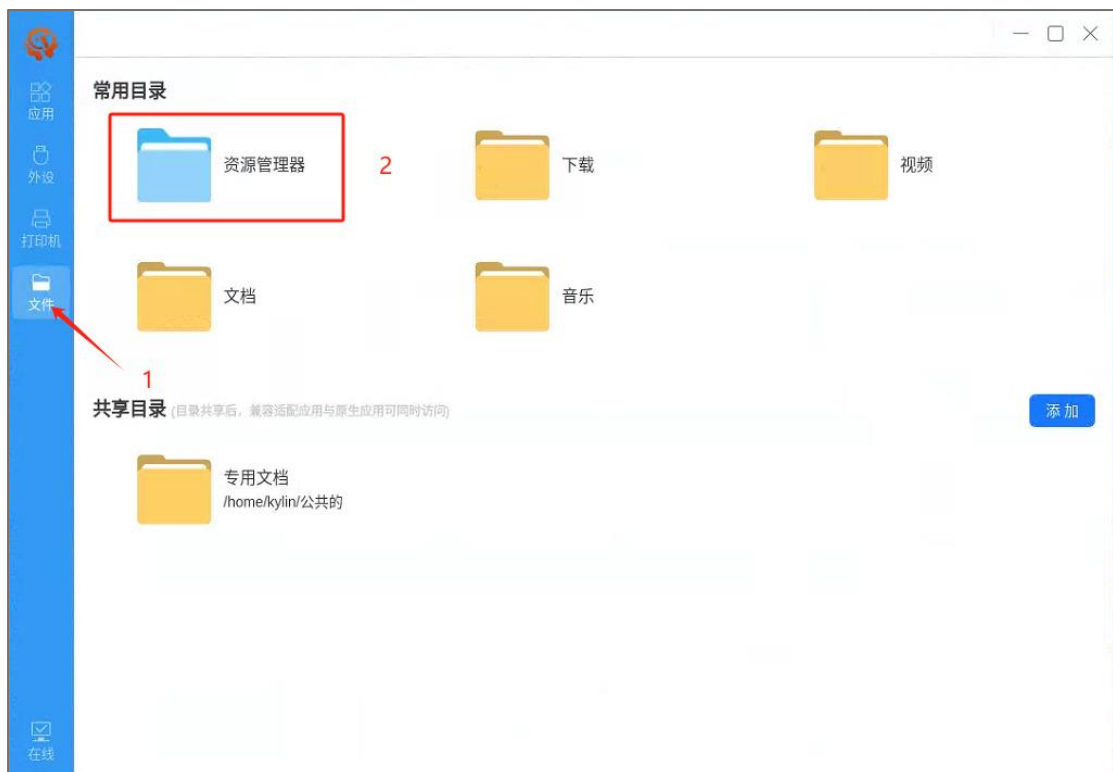 应用
外设
打印机
文件
在线
常用目录
资源管理器
2
下载
视频
文档
音乐
1
共享目录 (目录共享后，兼容适配应用与原生应用可同时访问)
添加
专用文档
/home/kylin/公共的